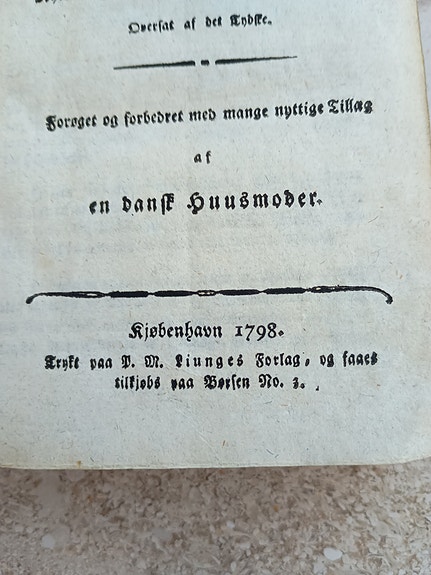 Oversat af det Tydske.
Forøget og forbedret med mange nyttige Tillæg
af
en dansk Huusmoder.
Kjøbenhavn 1798.
Trykt paa P. M. Liunges Forlag, og faaes
tilkjøbs paa Børsen No. 3.